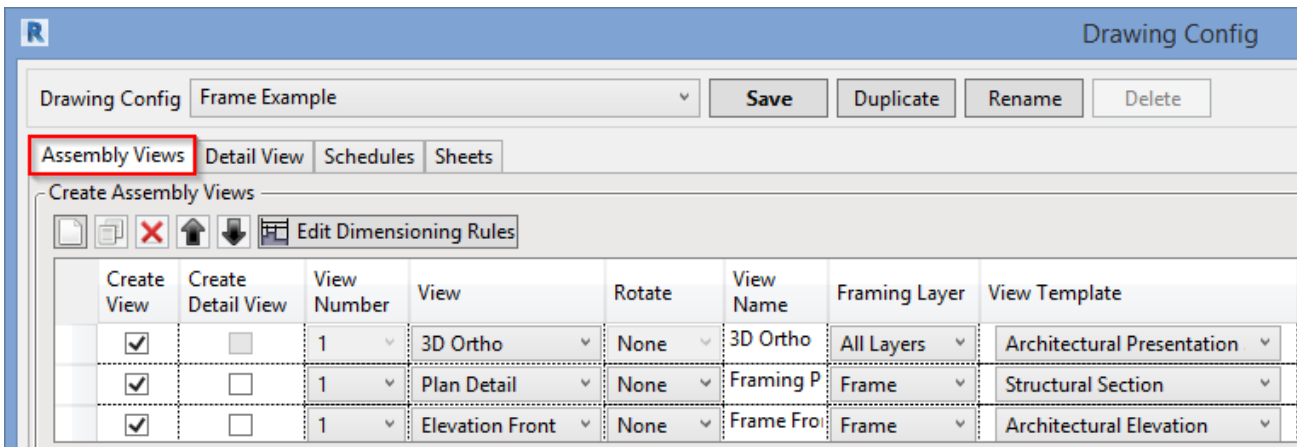 R
Drawing Config
Drawing Config Frame Example Save Duplicate Rename Delete
Assembly Views Detail View Schedules Sheets
Create Assembly Views
Edit Dimensioning Rules
Create View Create Detail View View Number View Rotate View Name Framing Layer View Template
1 3D Ortho None 3D Ortho All Layers Architectural Presentation
1 Plan Detail None Framing P Frame Structural Section
1 Elevation Front None Frame Fro Frame Architectural Elevation